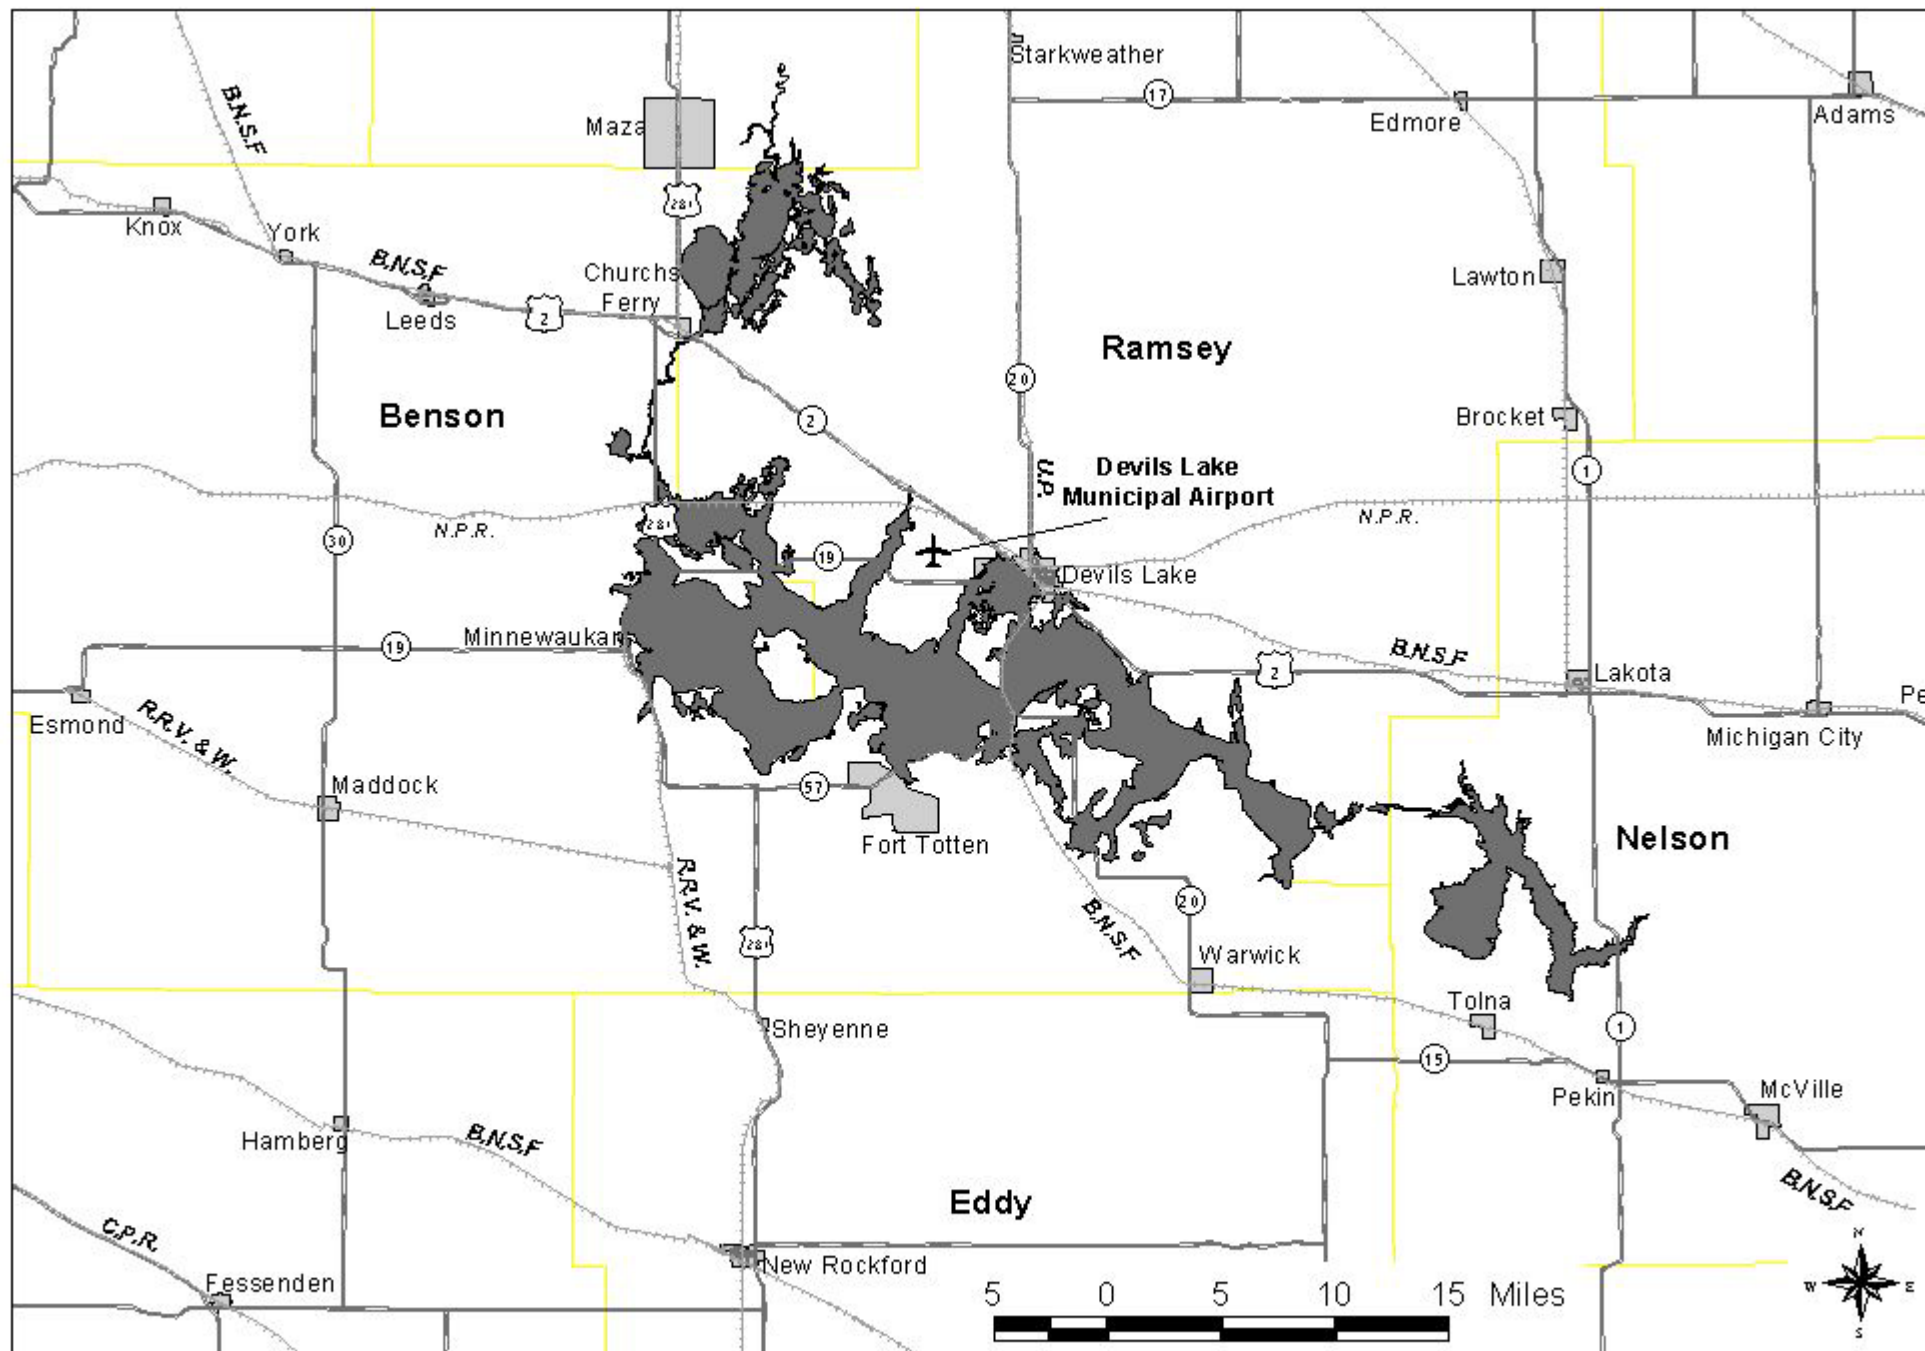 Starkweather
17
Adams
Edmore
B.N.S.F
Maza
281
Knox
York
B.N.S.F
Churchs
Ferry
Leeds
2
Lawton
Ramsey
20
Benson
2
Brocket
1
Devils Lake
Municipal Airport
U.P.
N.P.R.
281
N.P.R.
30
19
Devils Lake
Minnewaukan
19
B.N.S.F
2
Lakota
Pe
Esmond
R.R.V. & W.
Michigan City
Maddock
57
Fort Totten
Nelson
R.R.V. & W.
B.N.S.F
20
281
Warwick
Tolna
Sheyenne
1
15
Pekin
McVille
Hamberg
B.N.S.F
Eddy
B.N.S.F
C.P.R.
New Rockford
Fessenden
5 0 5 10 15 Miles
N
W E
S